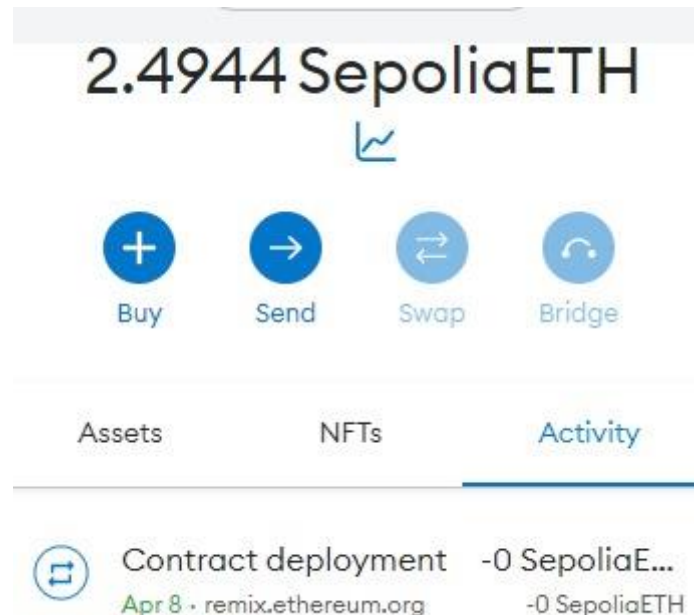 2.4944 SepoliaETH
Buy Send Swap Bridge
Assets NFTs Activity
Contract deployment -0 SepoliaE...
Apr 8 · remix.ethereum.org -0 SepoliaETH